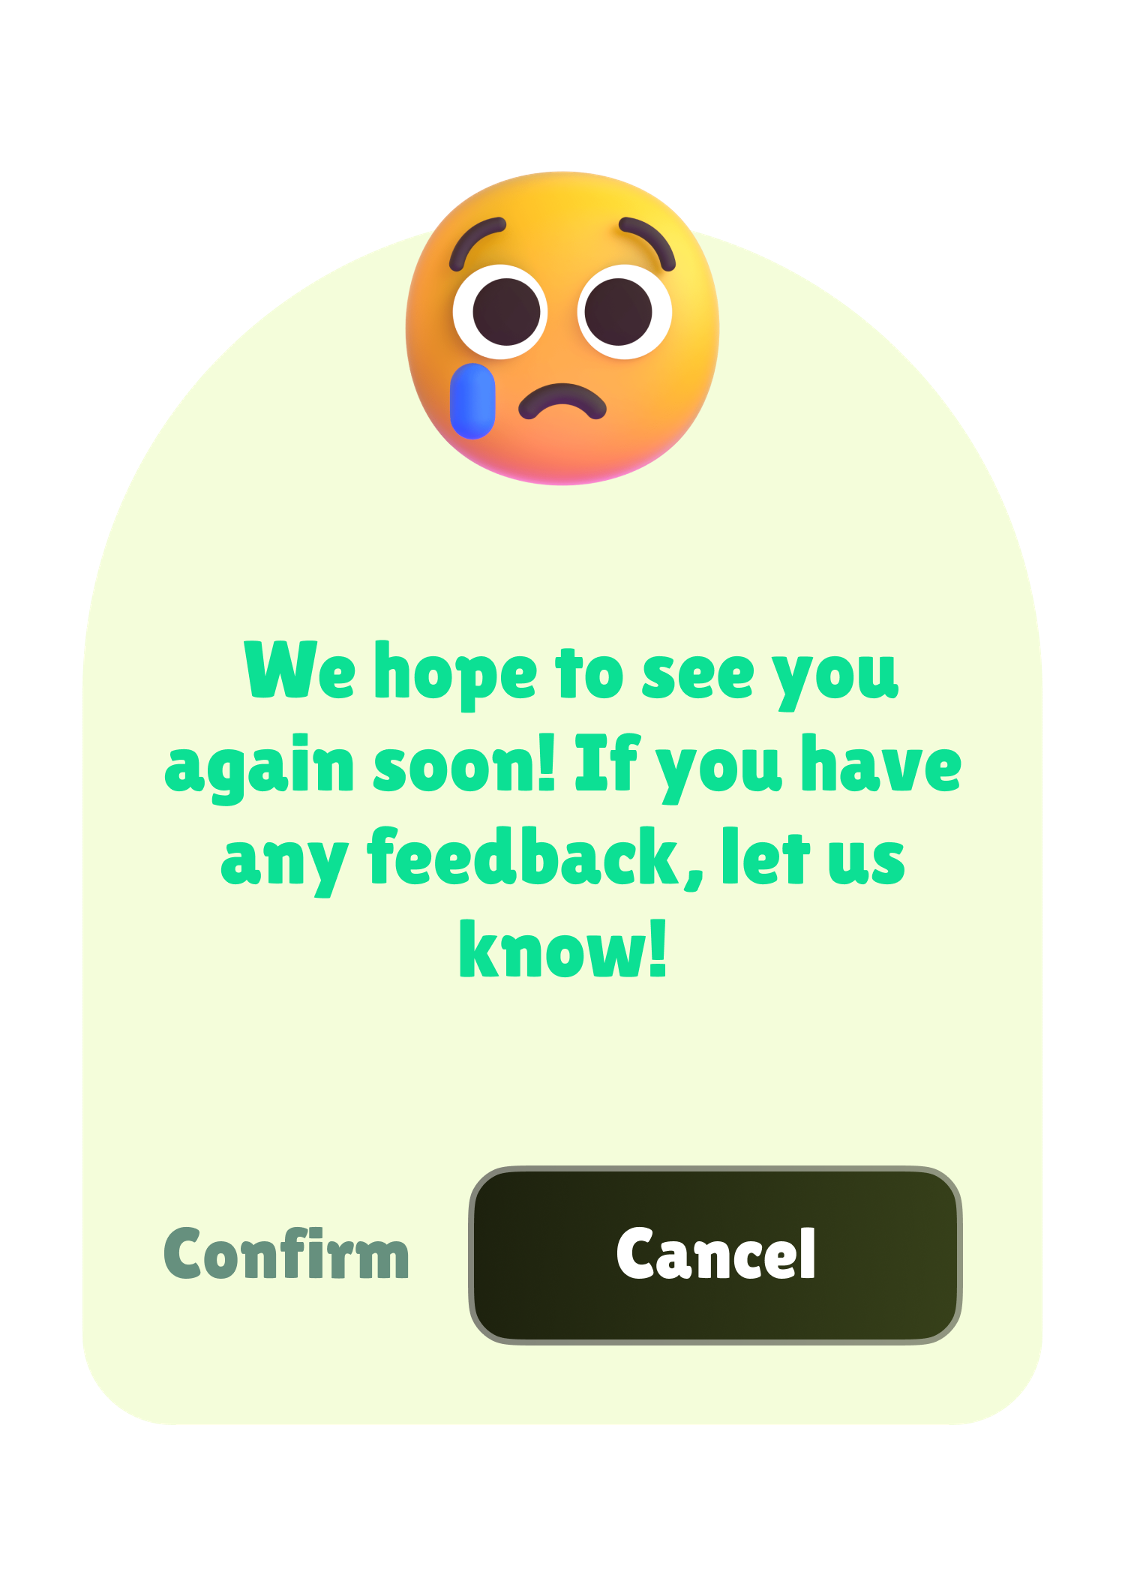 We hope to see you
again soon! If you have
any feedback, let us
know!
Confirm
Cancel